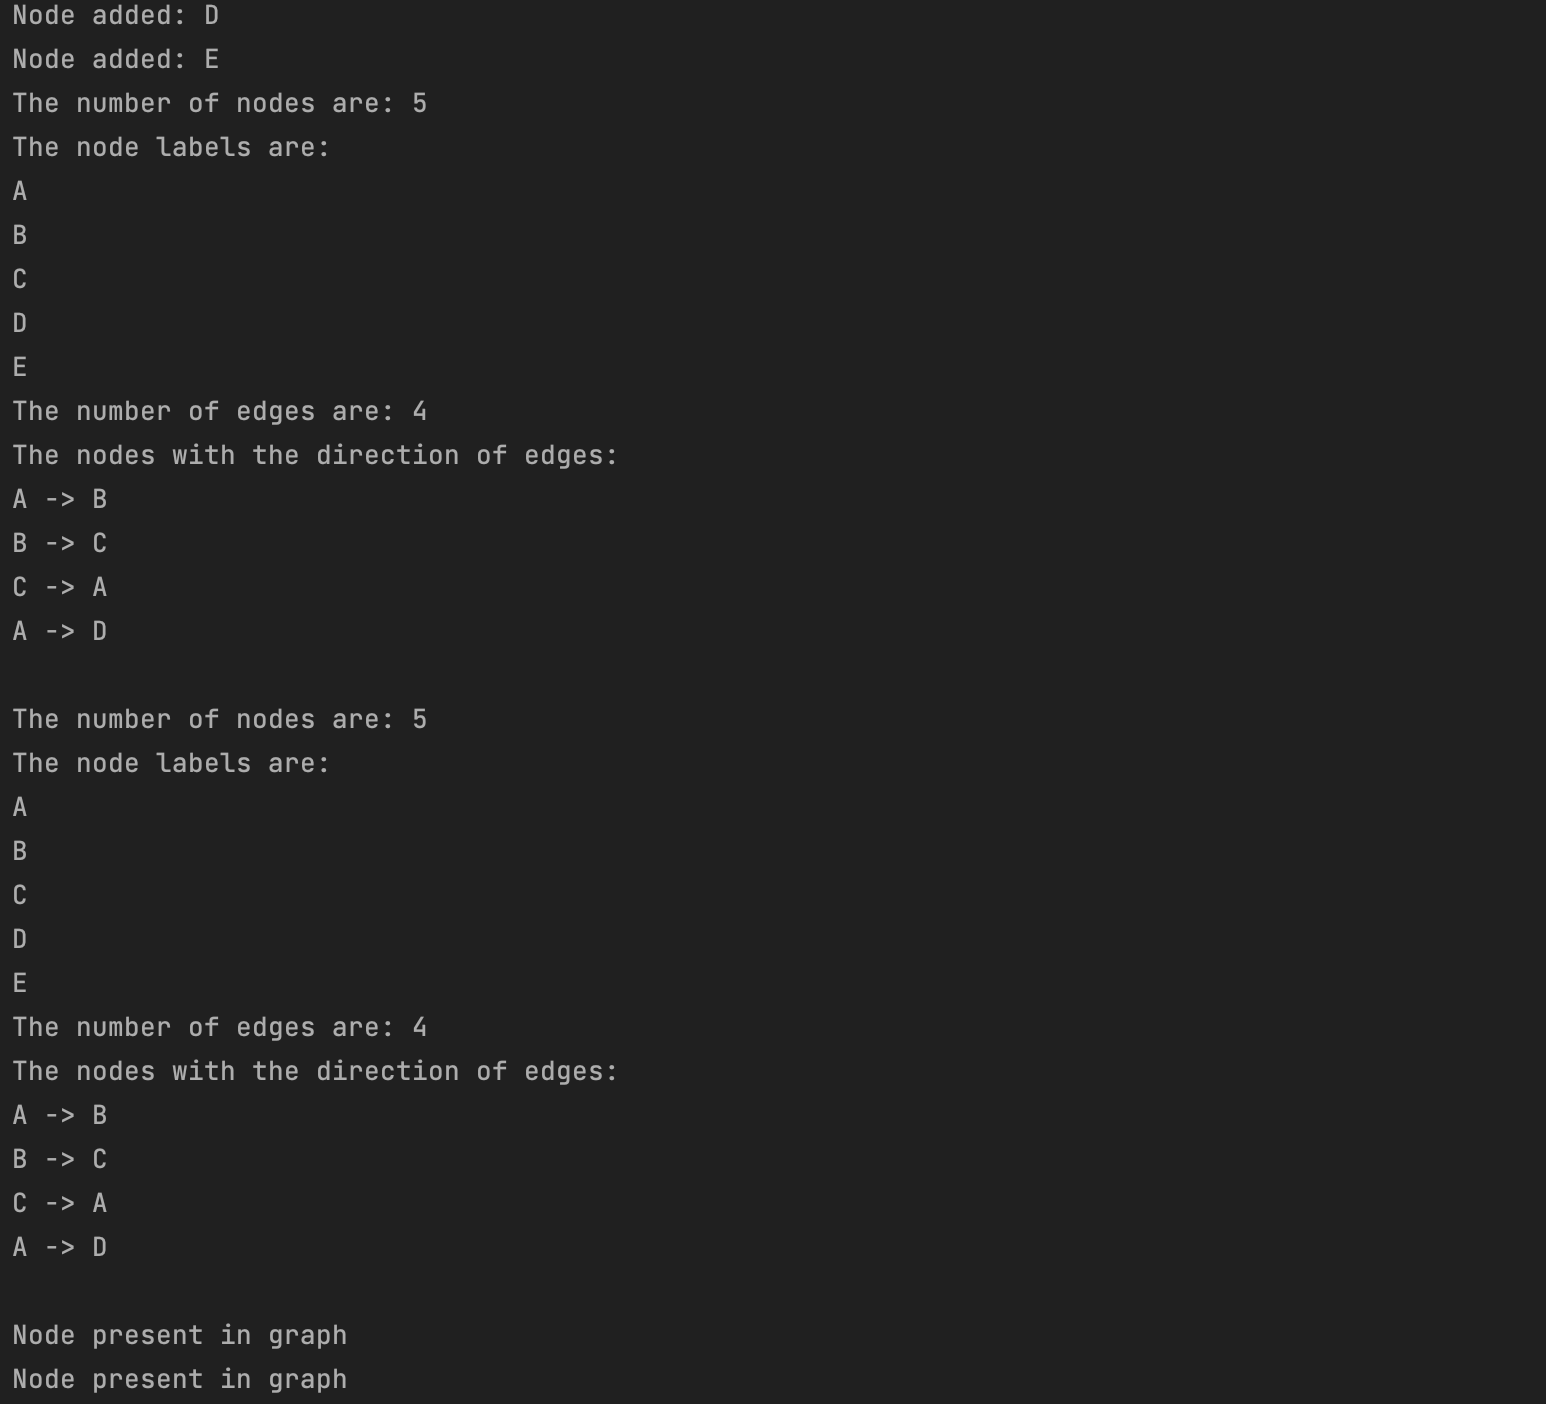 Node added: D
Node added: E
The number of nodes are: 5
The node labels are:
A
B
C
D
E
The number of edges are: 4
The nodes with the direction of edges:
A -> B
B -> C
C -> A
A -> D

The number of nodes are: 5
The node labels are:
A
B
C
D
E
The number of edges are: 4
The nodes with the direction of edges:
A -> B
B -> C
C -> A
A -> D

Node present in graph
Node present in graph